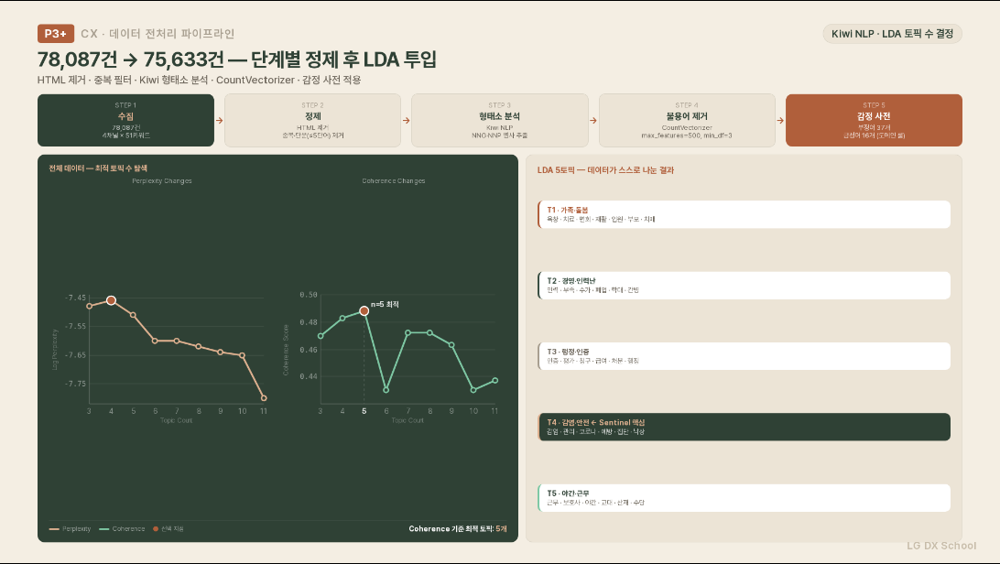 P3+ CX · 데이터 전처리 파이프라인
Kiwi NLP · LDA 토픽 수 결정
78,087건 → 75,633건 — 단계별 정제 후 LDA 투입
HTML 제거 · 중복 필터 · Kiwi 형태소 분석 · CountVectorizer · 감정 사전 적용
STEP 1
수집
78,087건
4채널 × 51키워드
→
STEP 2
정제
HTML 제거
중복·단문(≤5단어) 제거
→
STEP 3
형태소 분석
Kiwi NLP
NNG·NNP 명사 추출
→
STEP 4
불용어 제거
CountVectorizer
max_features=500, min_df=3
→
STEP 5
감정 사전
부정어 37개
긍정어 16개 (도메인 룰)
전체 데이터 — 최적 토픽 수 탐색
Perplexity Changes
-7.45
-7.55
-7.65
-7.75
Log Perplexity
3 4 5 6 7 8 9 10 11
Topic Count
Coherence Changes
n=5 최적
0.50
0.48
0.46
0.44
Coherence Score
3 4 5 6 7 8 9 10 11
Topic Count
Perplexity Coherence 선택 지점
Coherence 기준 최적 토픽: 5개
LDA 5토픽 — 데이터가 스스로 나눈 결과
T1 · 가족·돌봄
욕창 · 치료 · 면회 · 재활 · 입원 · 부모 · 치매
T2 · 경영·인력난
인력 · 부족 · 수가 · 폐업 · 확대 · 간병
T3 · 행정·인증
인증 · 평가 · 청구 · 급여 · 처분 · 행정
T4 · 감염·안전 ← Sentinel 핵심
감염 · 관리 · 코로나 · 예방 · 집단 · 낙상
T5 · 야간·근무
근무 · 보호사 · 야간 · 교대 · 산재 · 수당
LG DX School